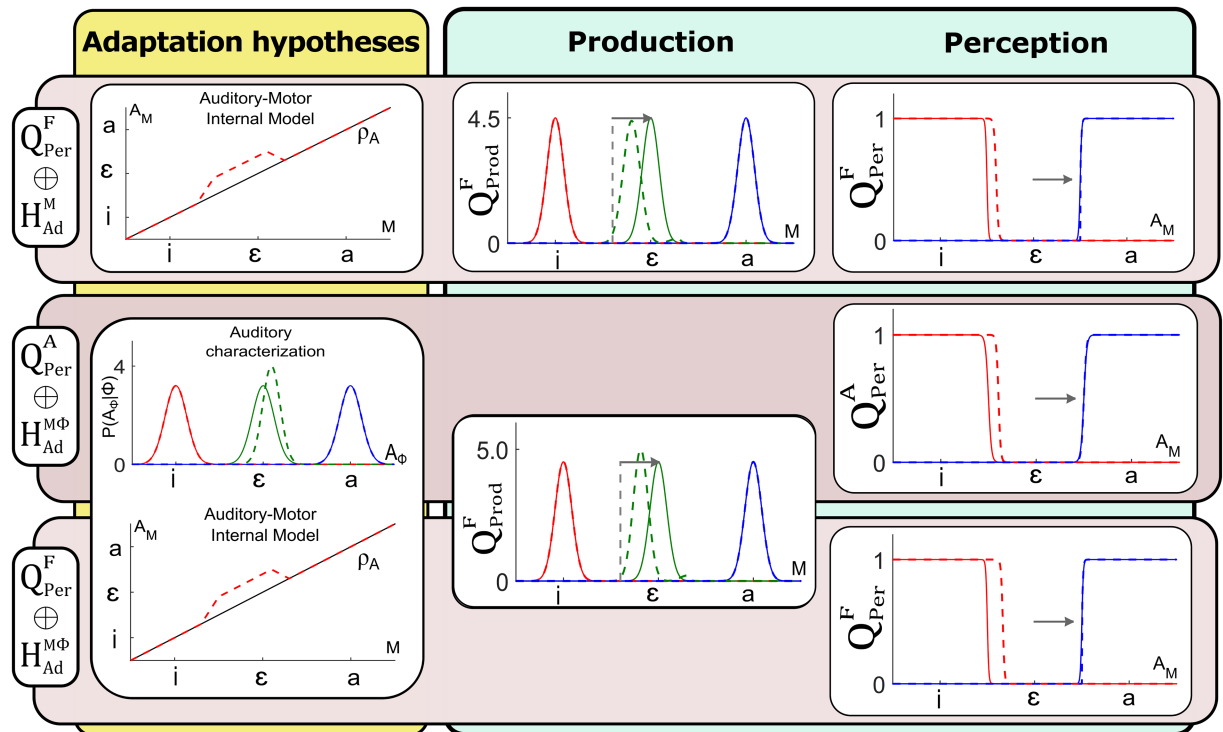 Adaptation hypotheses
Production
Perception
Q^F_Per
⊕
H^M_Ad
Auditory-Motor
Internal Model
A_M
a
ε
i
ρ_A
M
i ε a
Q^F_Prod
4.5
0
M
i ε a
Q^F_Per
1
0
A_M
i ε a
Q^A_Per
⊕
H^MΦ_Ad
Auditory
characterization
P(A_Φ|Φ)
4
0
A_Φ
i ε a
Q^A_Per
1
0
A_M
i ε a
Q^F_Prod
5.0
0
M
i ε a
Q^F_Per
⊕
H^MΦ_Ad
Auditory-Motor
Internal Model
A_M
a
ε
i
ρ_A
M
i ε a
Q^F_Per
1
0
A_M
i ε a